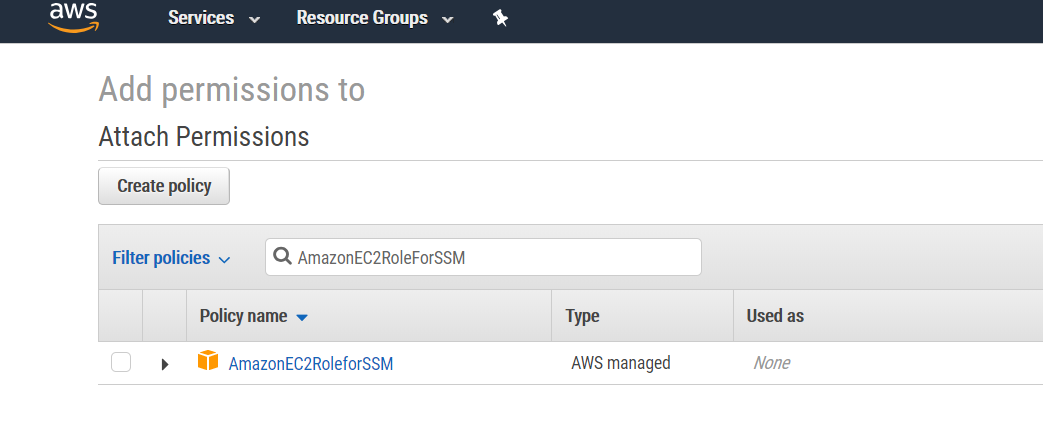 aws Services Resource Groups
Add permissions to
Attach Permissions
Create policy
Filter policies AmazonEC2RoleForSSM
Policy name Type Used as
AmazonEC2RoleforSSM AWS managed None